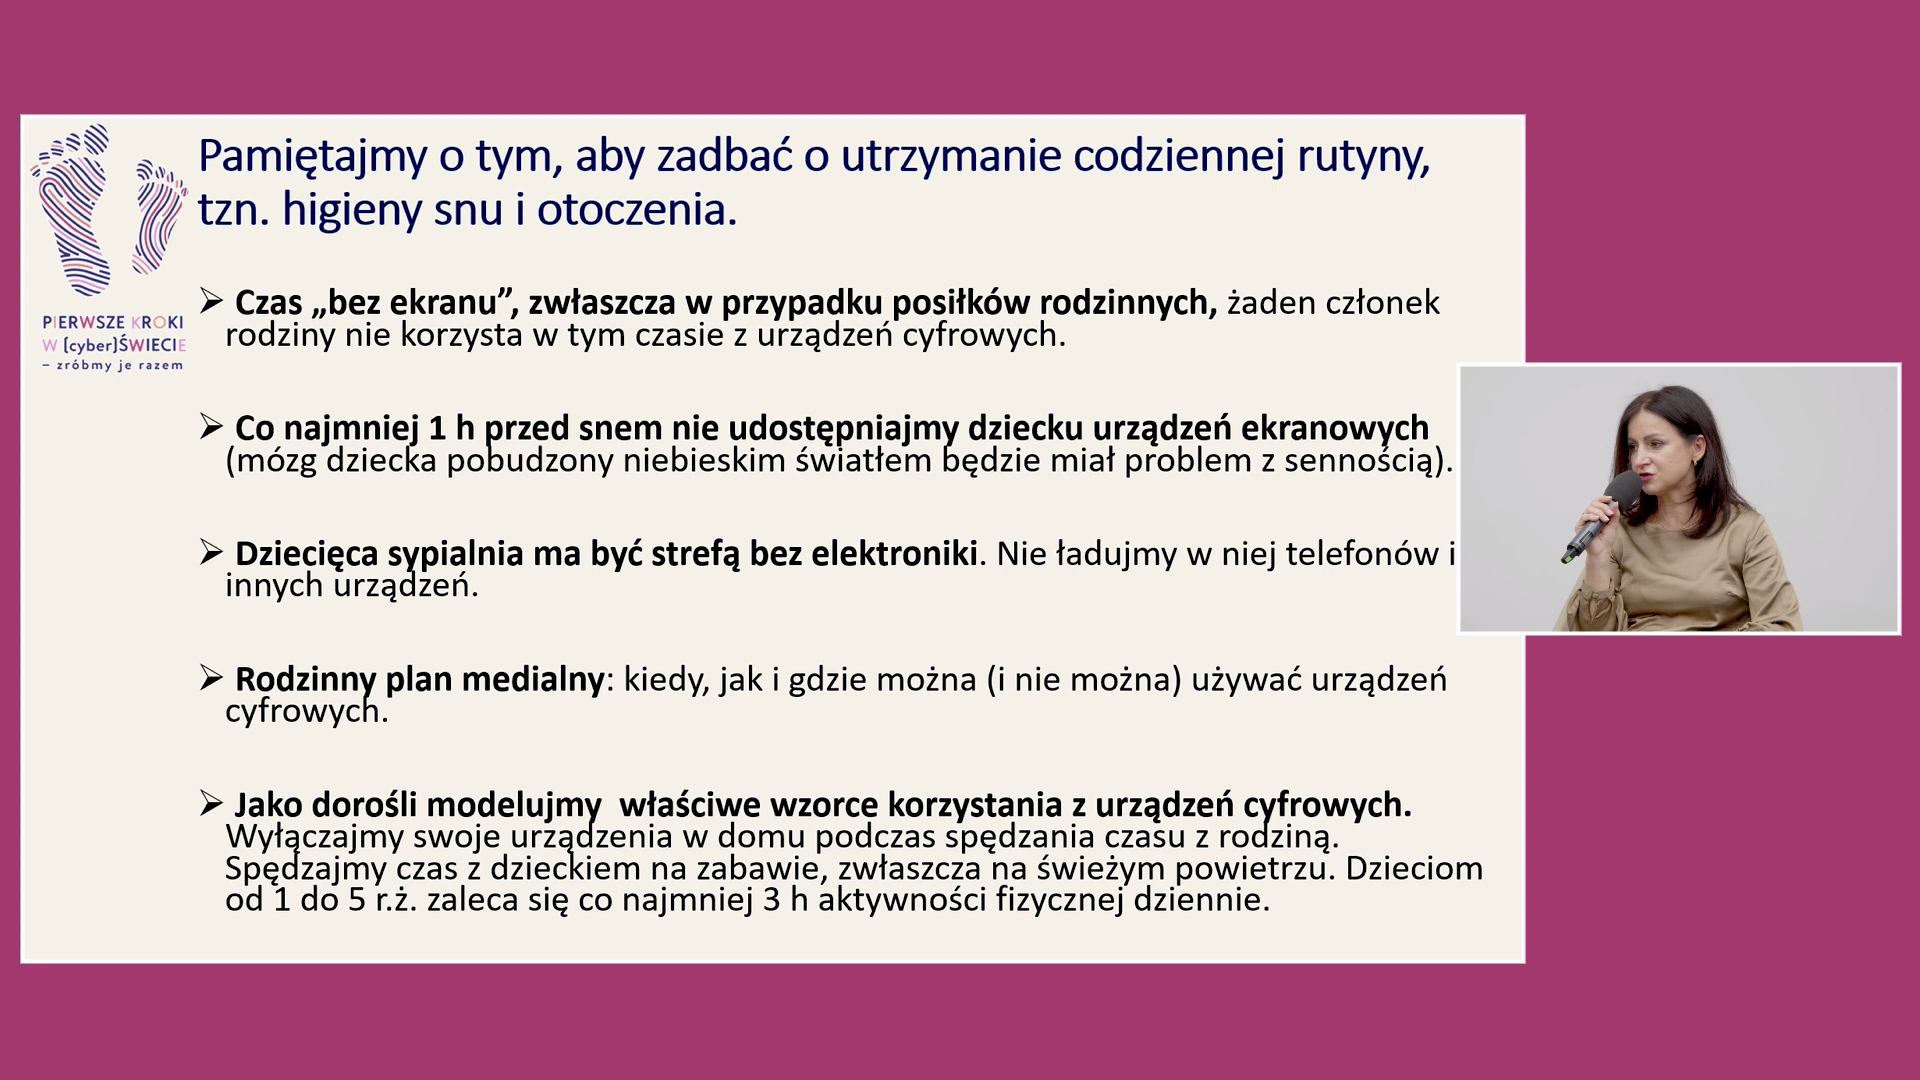 Pamiętajmy o tym, aby zadbać o utrzymanie codziennej rutyny,
tzn. higieny snu i otoczenia.
PIERWSZE KROKI
W [cyber]ŚWIECIE
– zróbmy je razem
➢ Czas „bez ekranu”, zwłaszcza w przypadku posiłków rodzinnych, żaden członek
rodziny nie korzysta w tym czasie z urządzeń cyfrowych.
➢ Co najmniej 1 h przed snem nie udostępniajmy dziecku urządzeń ekranowych
(mózg dziecka pobudzony niebieskim światłem będzie miał problem z sennością).
➢ Dziecięca sypialnia ma być strefą bez elektroniki. Nie ładujmy w niej telefonów i
innych urządzeń.
➢ Rodzinny plan medialny: kiedy, jak i gdzie można (i nie można) używać urządzeń
cyfrowych.
➢ Jako dorośli modelujmy  właściwe wzorce korzystania z urządzeń cyfrowych.
Wyłączajmy swoje urządzenia w domu podczas spędzania czasu z rodziną.
Spędzajmy czas z dzieckiem na zabawie, zwłaszcza na świeżym powietrzu. Dzieciom
od 1 do 5 r.ż. zaleca się co najmniej 3 h aktywności fizycznej dziennie.